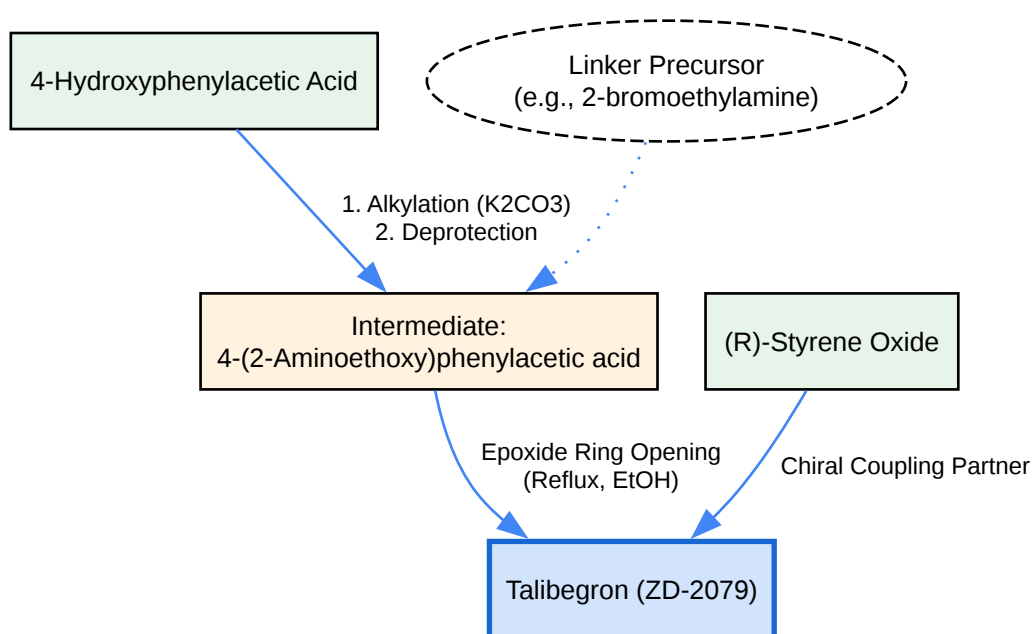 4-Hydroxyphenylacetic Acid
Linker Precursor
(e.g., 2-bromoethylamine)
1. Alkylation (K2CO3)
2. Deprotection
Intermediate:
4-(2-Aminoethoxy)phenylacetic acid
(R)-Styrene Oxide
Epoxide Ring Opening
(Reflux, EtOH)
Chiral Coupling Partner
Talibegron (ZD-2079)